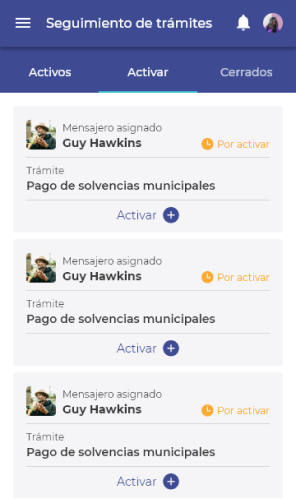 Seguimiento de trámites
Activos Activar Cerrados
Mensajero asignado
Guy Hawkins Por activar
Trámite
Pago de solvencias municipales
Activar
Mensajero asignado
Guy Hawkins Por activar
Trámite
Pago de solvencias municipales
Activar
Mensajero asignado
Guy Hawkins Por activar
Trámite
Pago de solvencias municipales
Activar